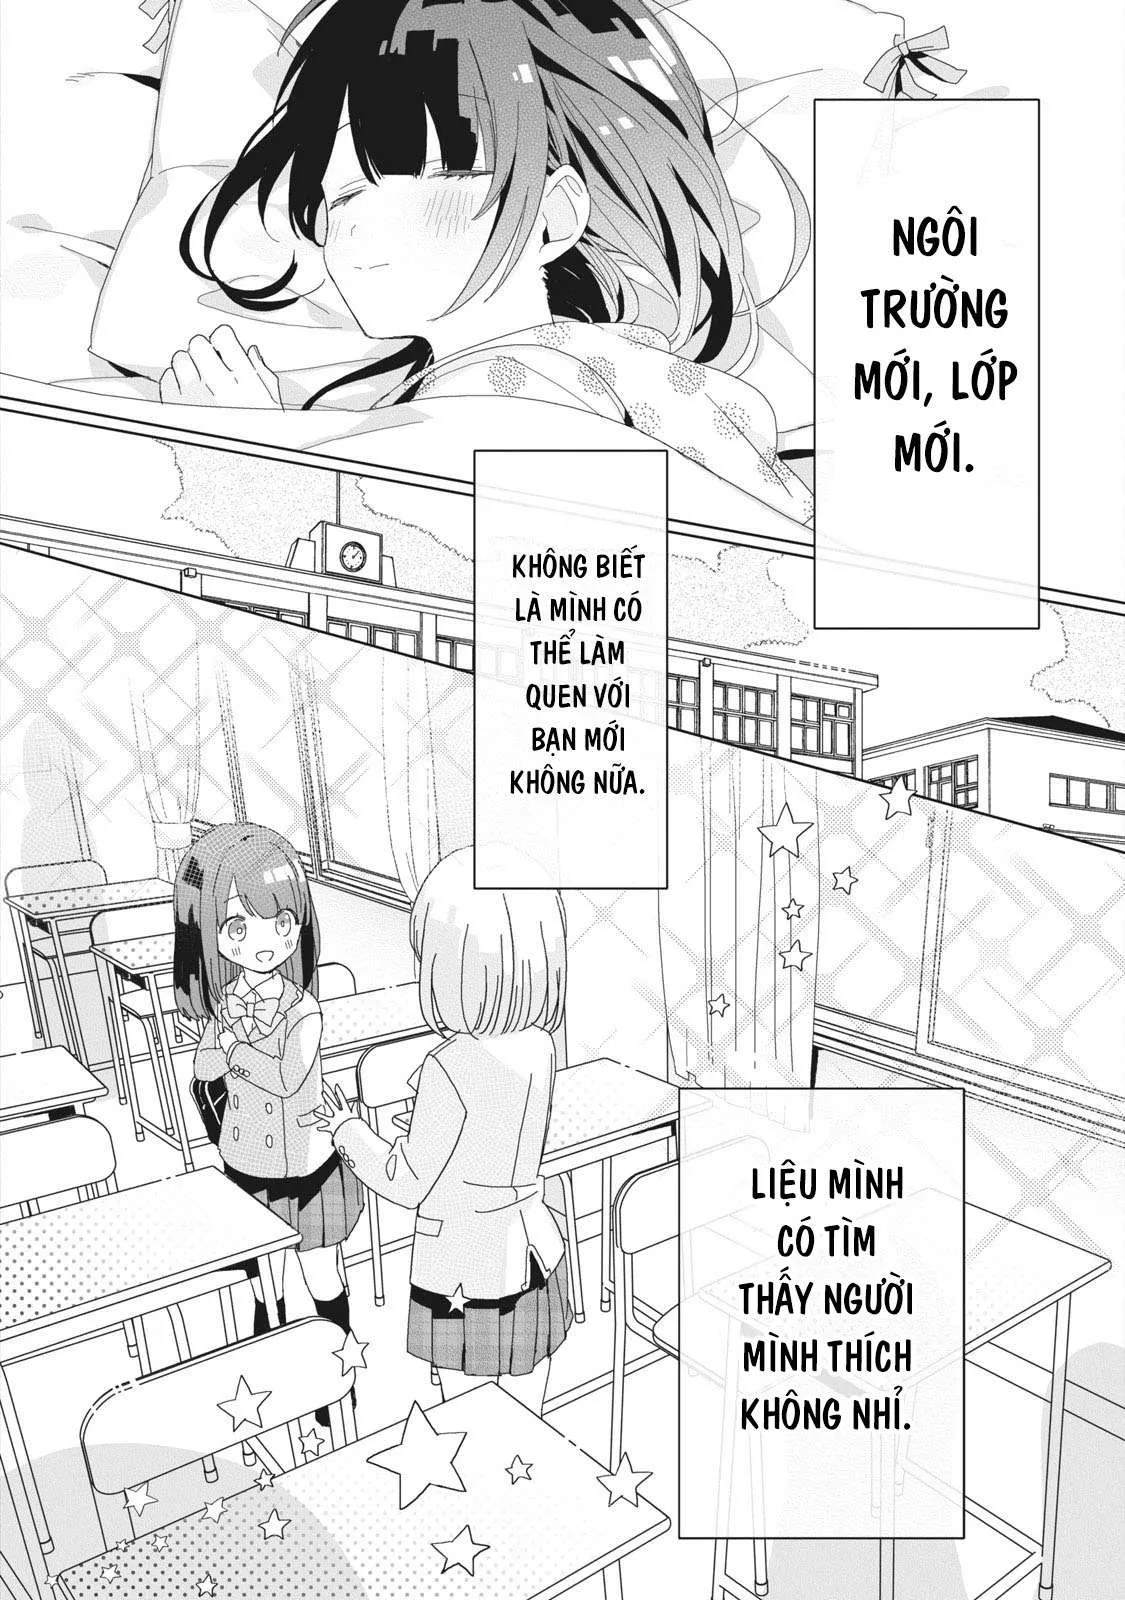 NGÔI
TRƯỜNG
MỚI, LỚP
MỚI.
KHÔNG BIẾT
LÀ MÌNH CÓ
THỂ LÀM
QUEN VỚI
BẠN MỚI
KHÔNG NỮA.
LIỆU MÌNH
CÓ TÌM
THẤY NGƯỜI
MÌNH THÍCH
KHÔNG NHỈ.